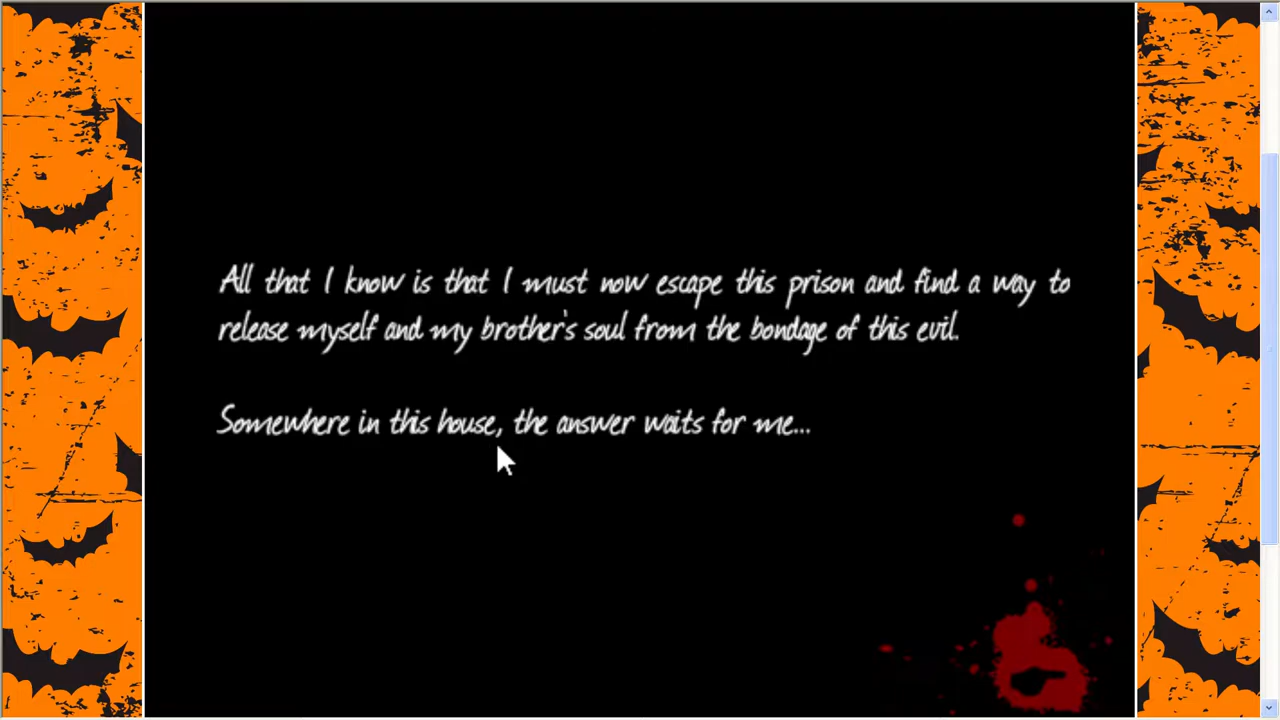 All that I know is that I must now escape this prison and find a way to
release myself and my brother's soul from the bondage of this evil.
Somewhere in this house, the answer waits for me...